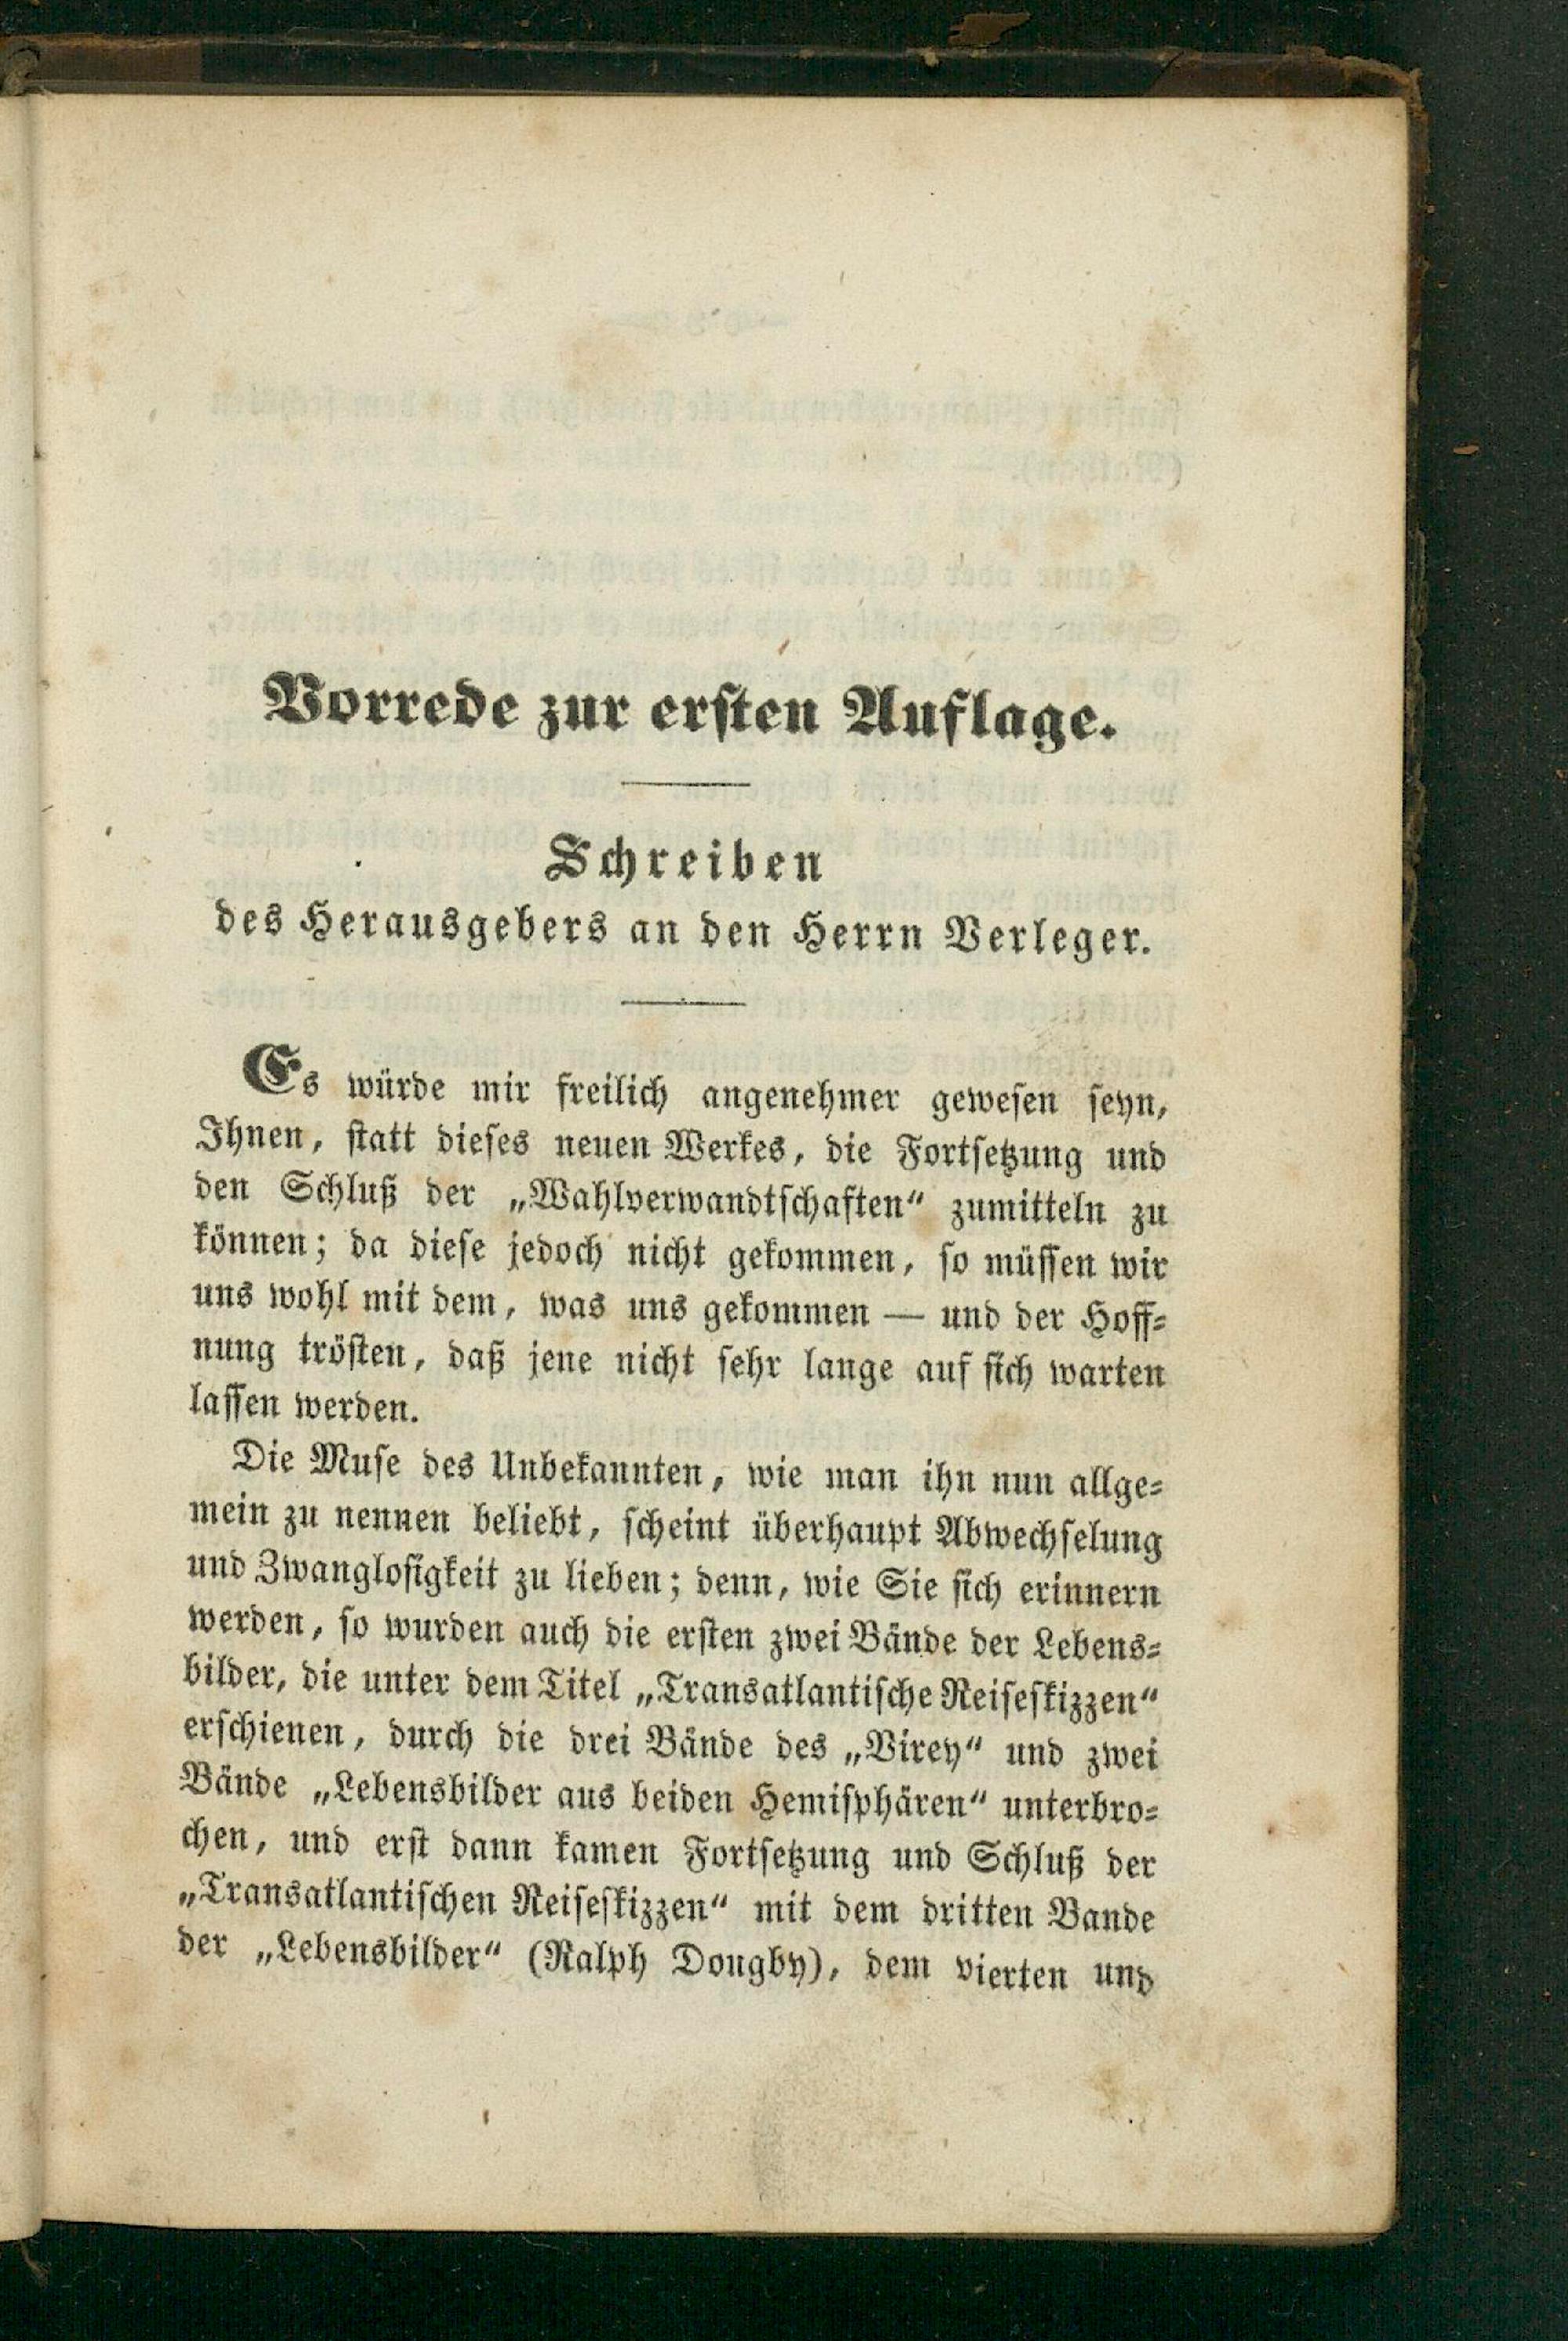 Vorrede zur ersten Auflage.
Schreiben
des Herausgebers an den Herrn Verleger.
Es würde mir freilich angenehmer gewesen seyn,
Ihnen, statt dieses neuen Werkes, die Fortsetzung und
den Schluß der „Wahlverwandtschaften“ zumitteln zu
können; da diese jedoch nicht gekommen, so müssen wir
uns wohl mit dem, was uns gekommen — und der Hoff-
nung trösten, daß jene nicht sehr lange auf sich warten
lassen werden.
Die Muse des Unbekannten, wie man ihn nun allge-
mein zu nennen beliebt, scheint überhaupt Abwechselung
und Zwanglosigkeit zu lieben; denn, wie Sie sich erinnern
werden, so wurden auch die ersten zwei Bände der Lebens-
bilder, die unter dem Titel „Transatlantische Reiseskizzen“
erschienen, durch die drei Bände des „Virey“ und zwei
Bände „Lebensbilder aus beiden Hemisphären“ unterbro-
chen, und erst dann kamen Fortsetzung und Schluß der
„Transatlantischen Reiseskizzen“ mit dem dritten Bande
der „Lebensbilder“ (Ralph Dougby), dem vierten und